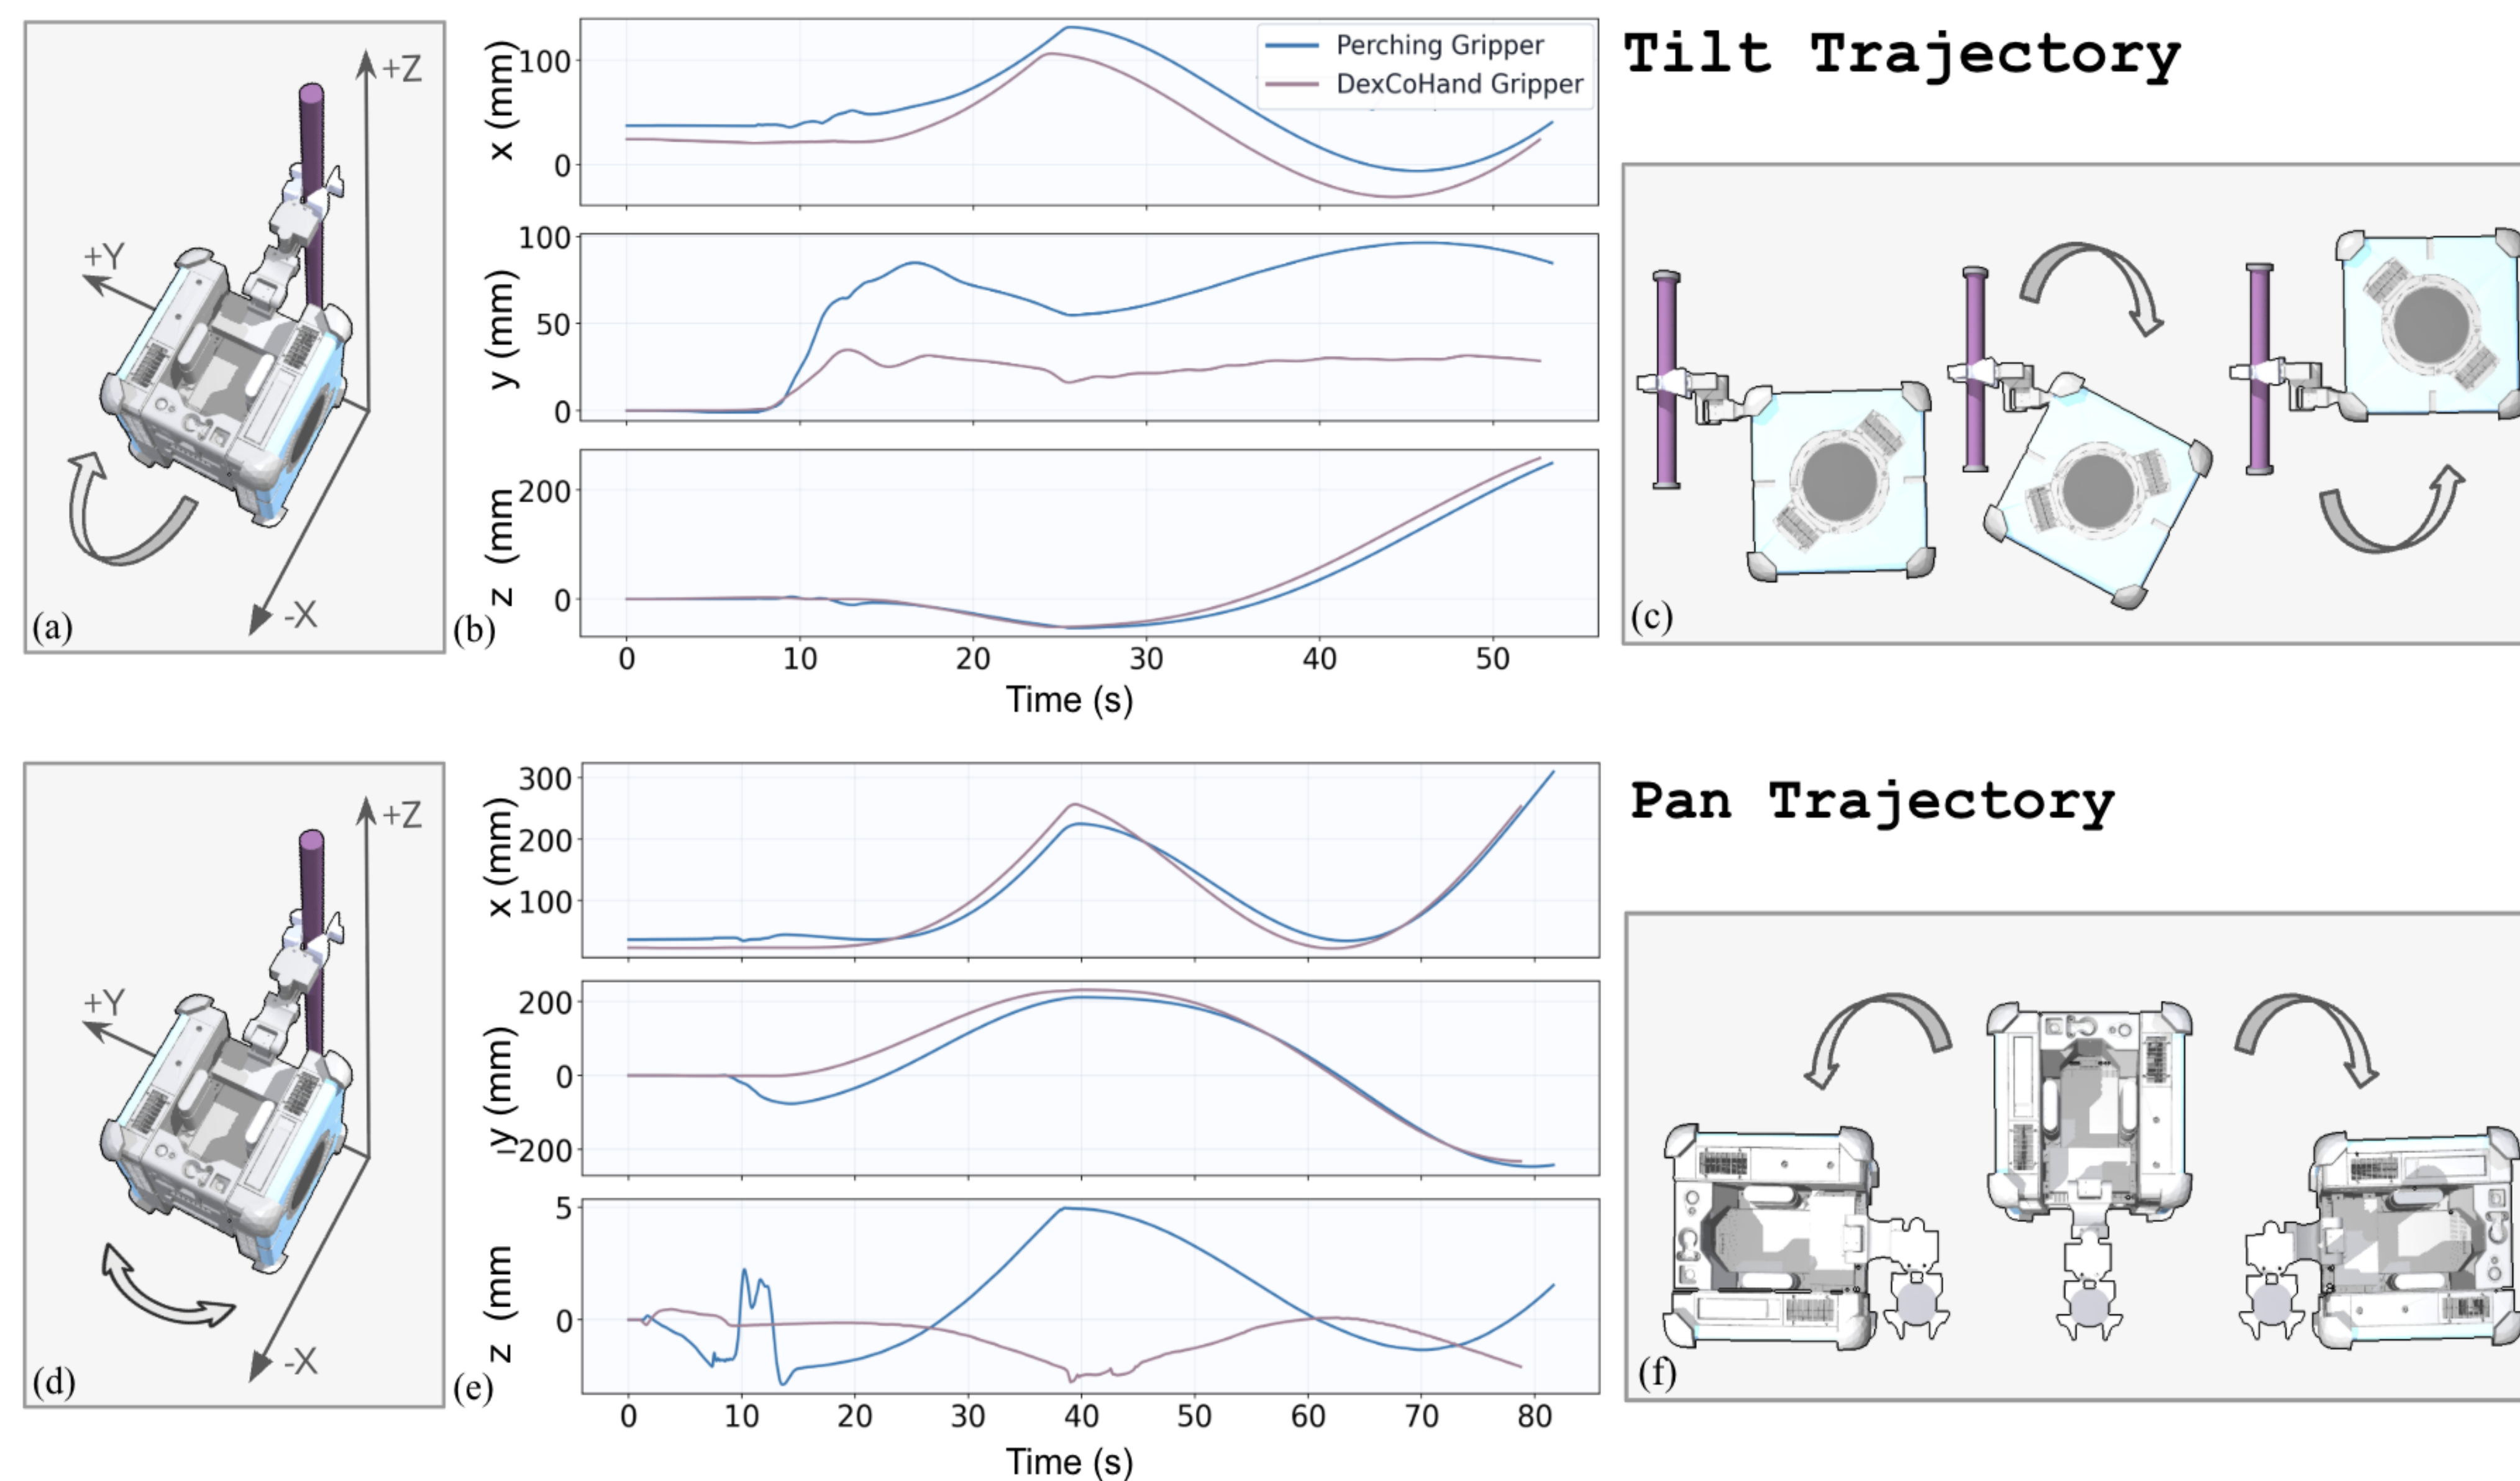 Tilt Trajectory
+Z
+Y
-X
(a)
x (mm)
100
0
Perching Gripper
DexCoHand Gripper
y (mm)
100
50
0
z (mm
200
0
0 10 20 30 40 50
Time (s)
(b)
(c)
Pan Trajectory
+Z
+Y
-X
(d)
x (mm)
300
200
100
y (mm)
200
0
−200
z (mm
5
0
0 10 20 30 40 50 60 70 80
Time (s)
(e)
(f)